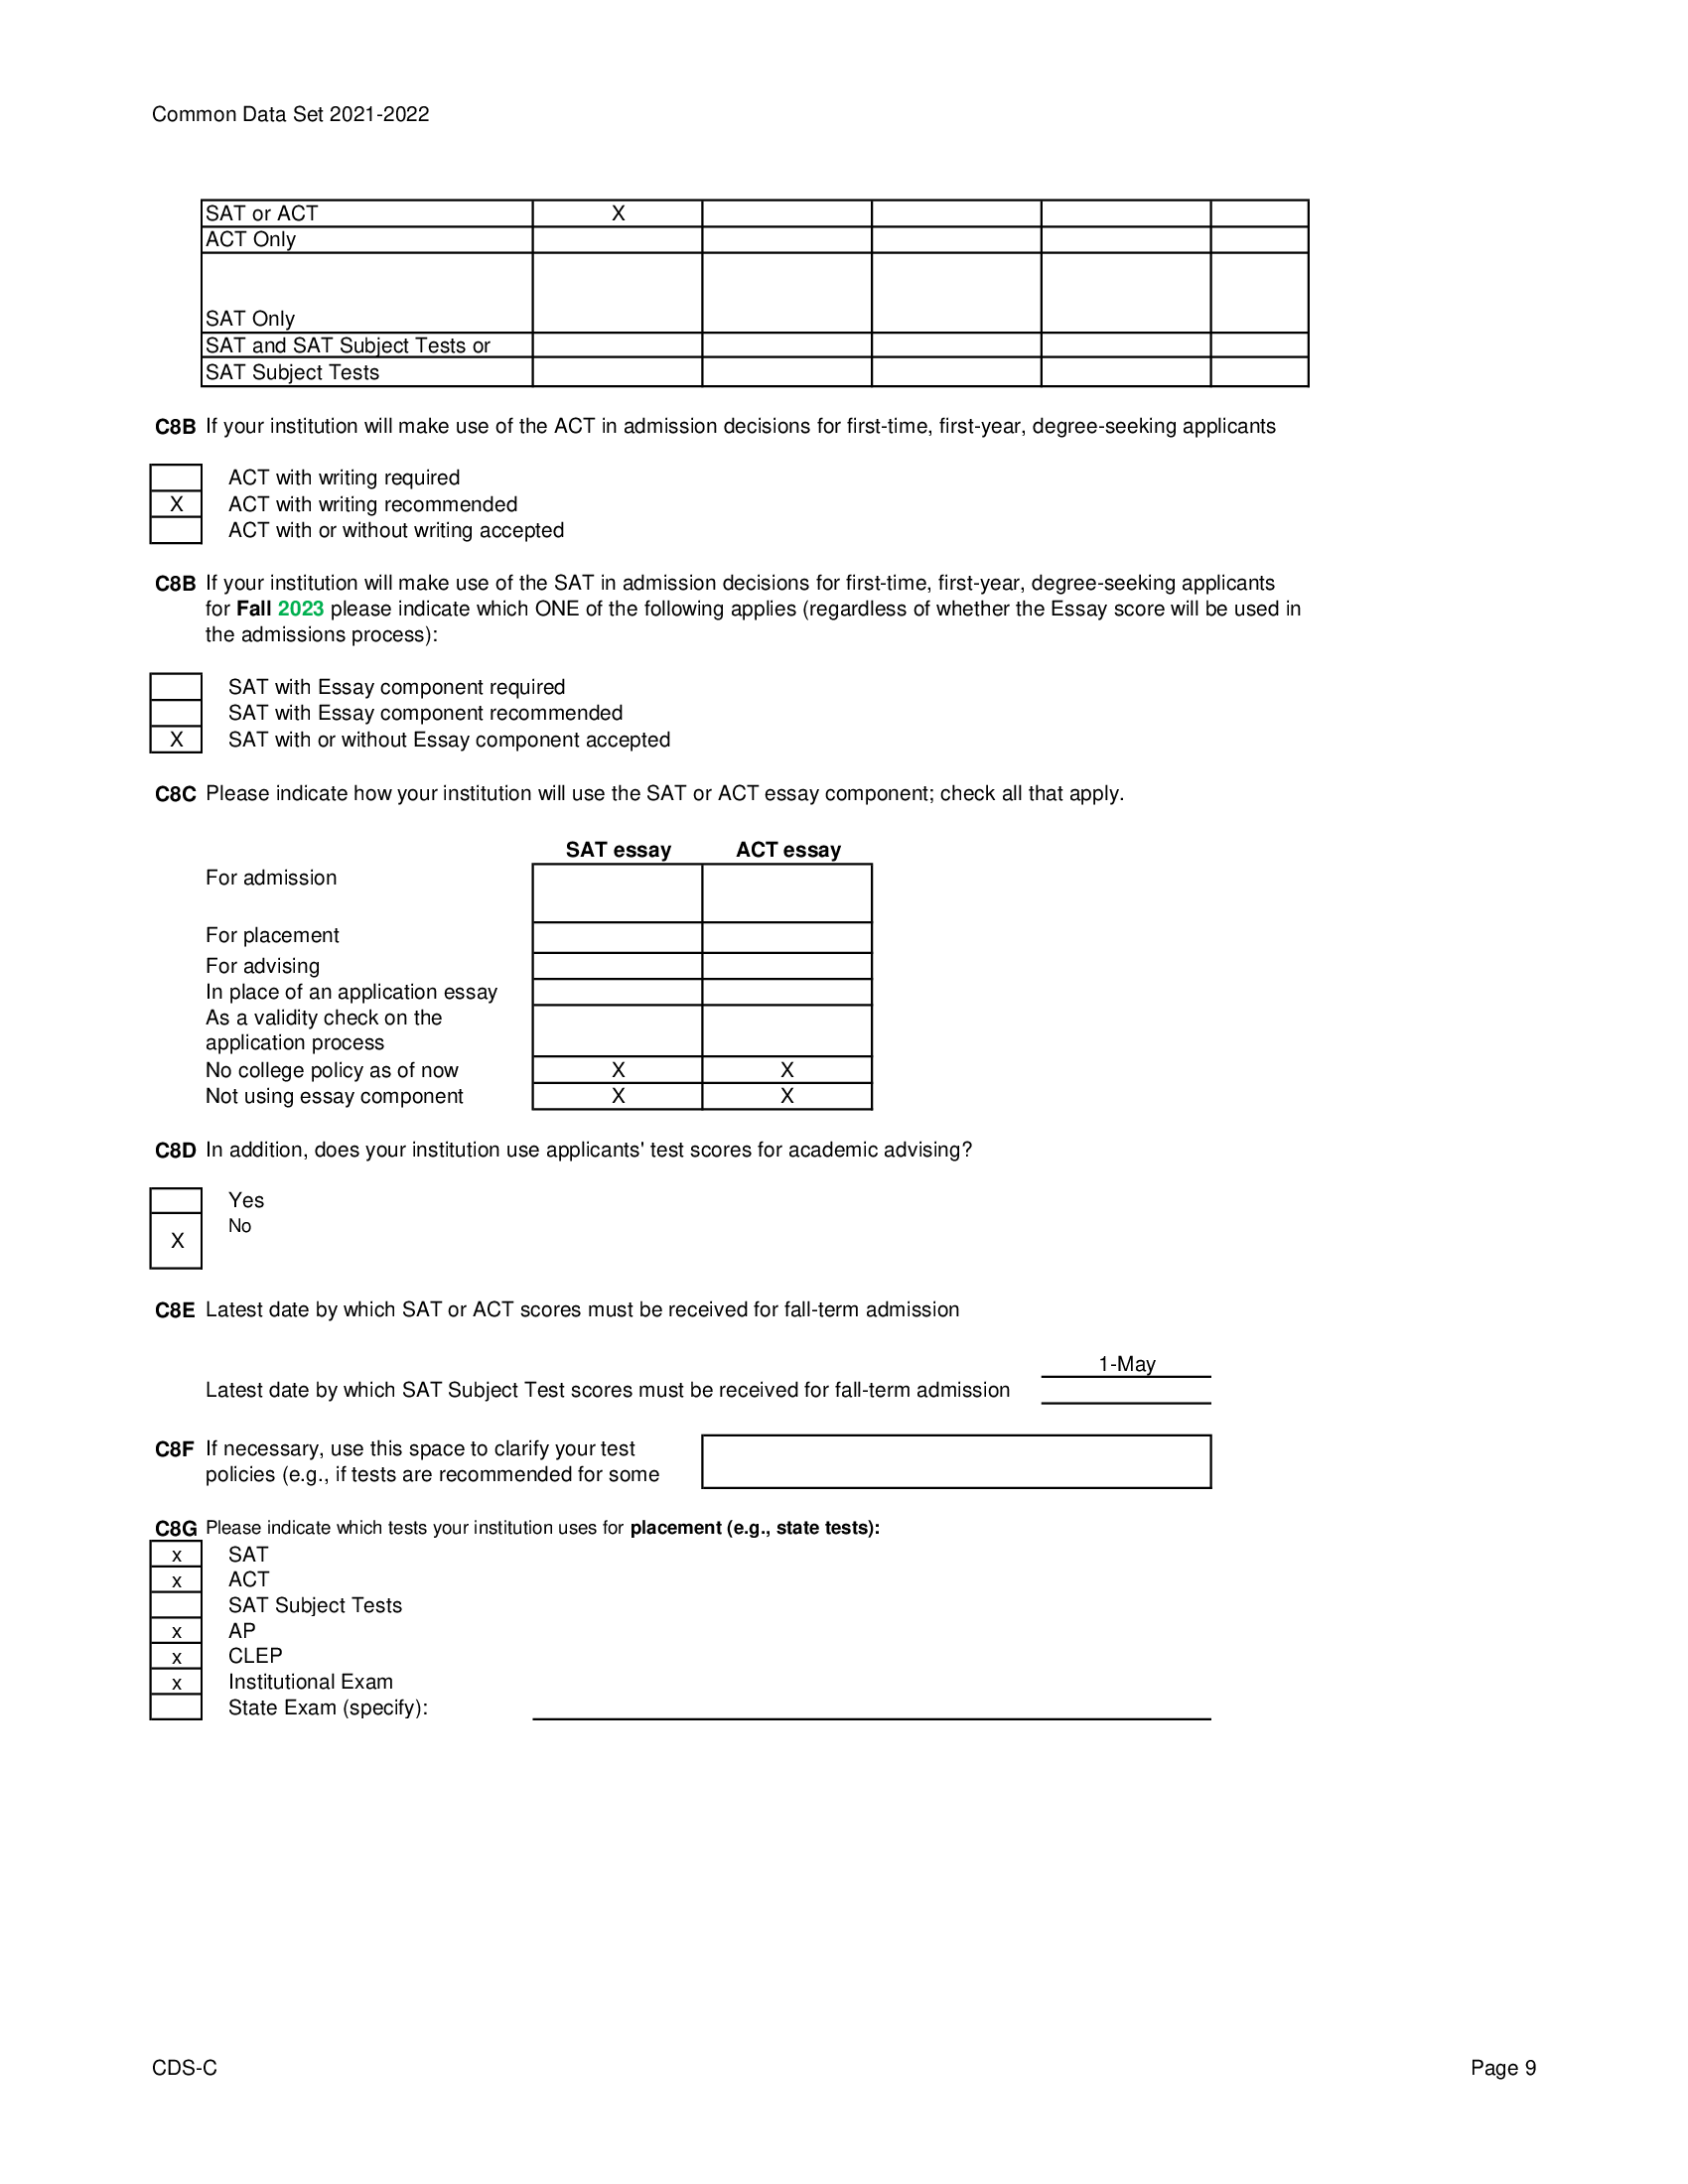 Common Data Set 2021-2022
SAT or ACT X
ACT Only
SAT Only
SAT and SAT Subject Tests or
SAT Subject Tests
C8B If your institution will make use of the ACT in admission decisions for first-time, first-year, degree-seeking applicants
ACT with writing required
X ACT with writing recommended
ACT with or without writing accepted
C8B If your institution will make use of the SAT in admission decisions for first-time, first-year, degree-seeking applicants
for Fall 2023 please indicate which ONE of the following applies (regardless of whether the Essay score will be used in
the admissions process):
SAT with Essay component required
SAT with Essay component recommended
X SAT with or without Essay component accepted
C8C Please indicate how your institution will use the SAT or ACT essay component; check all that apply.
SAT essay ACT essay
For admission
For placement
For advising
In place of an application essay
As a validity check on the
application process
No college policy as of now X X
Not using essay component X X
C8D In addition, does your institution use applicants' test scores for academic advising?
Yes
X No
C8E Latest date by which SAT or ACT scores must be received for fall-term admission
1-May
Latest date by which SAT Subject Test scores must be received for fall-term admission
C8F If necessary, use this space to clarify your test
policies (e.g., if tests are recommended for some
C8G Please indicate which tests your institution uses for placement (e.g., state tests):
x SAT
x ACT
SAT Subject Tests
x AP
x CLEP
x Institutional Exam
State Exam (specify):
CDS-C Page 9